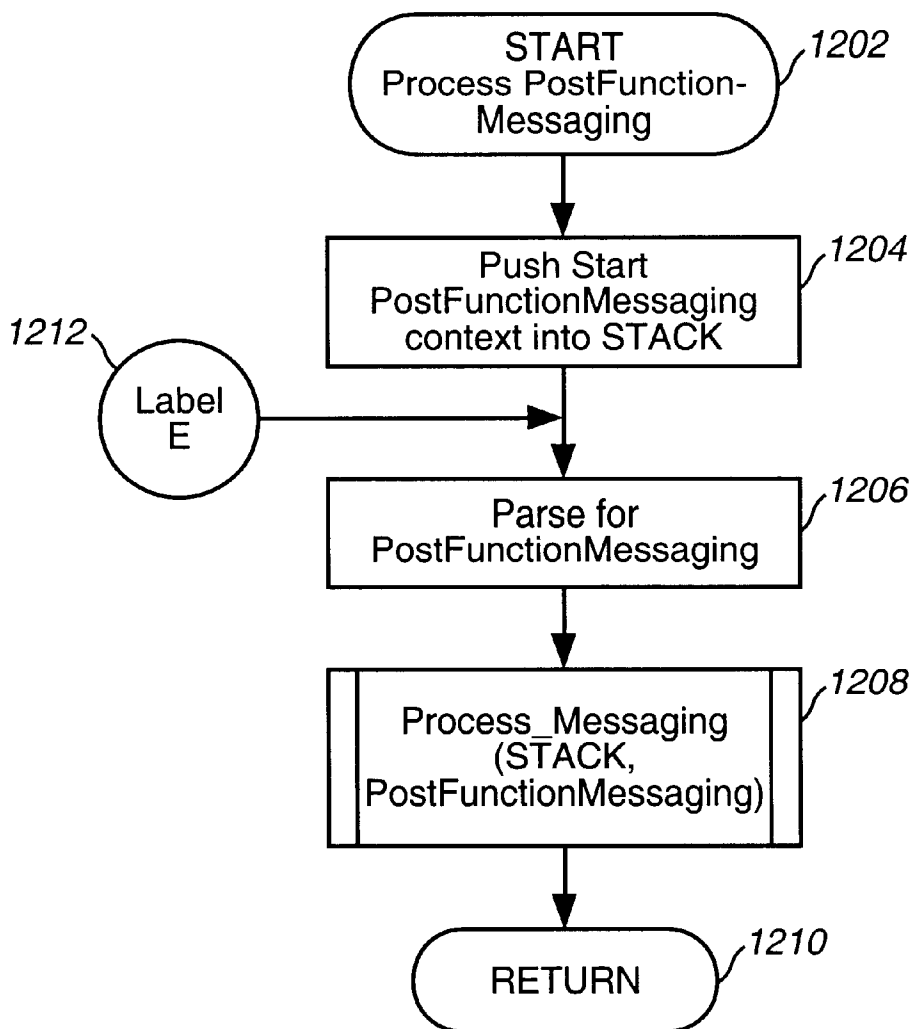 START
Process PostFunction-
Messaging
1202
Push Start
PostFunctionMessaging
context into STACK
1204
1212
Label
E
Parse for
PostFunctionMessaging
1206
Process_Messaging
(STACK,
PostFunctionMessaging)
1208
RETURN
1210